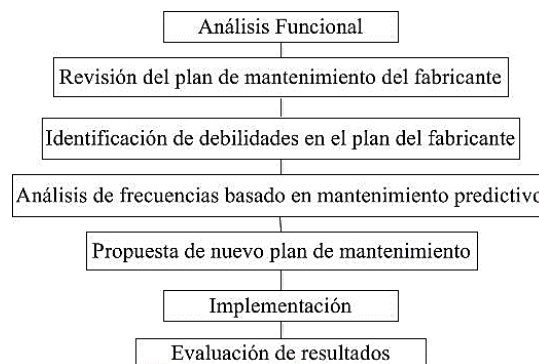 Análisis Funcional
Revisión del plan de mantenimiento del fabricante
Identificación de debilidades en el plan del fabricante
Análisis de frecuencias basado en mantenimiento predictivo
Propuesta de nuevo plan de mantenimiento
Implementación
Evaluación de resultados